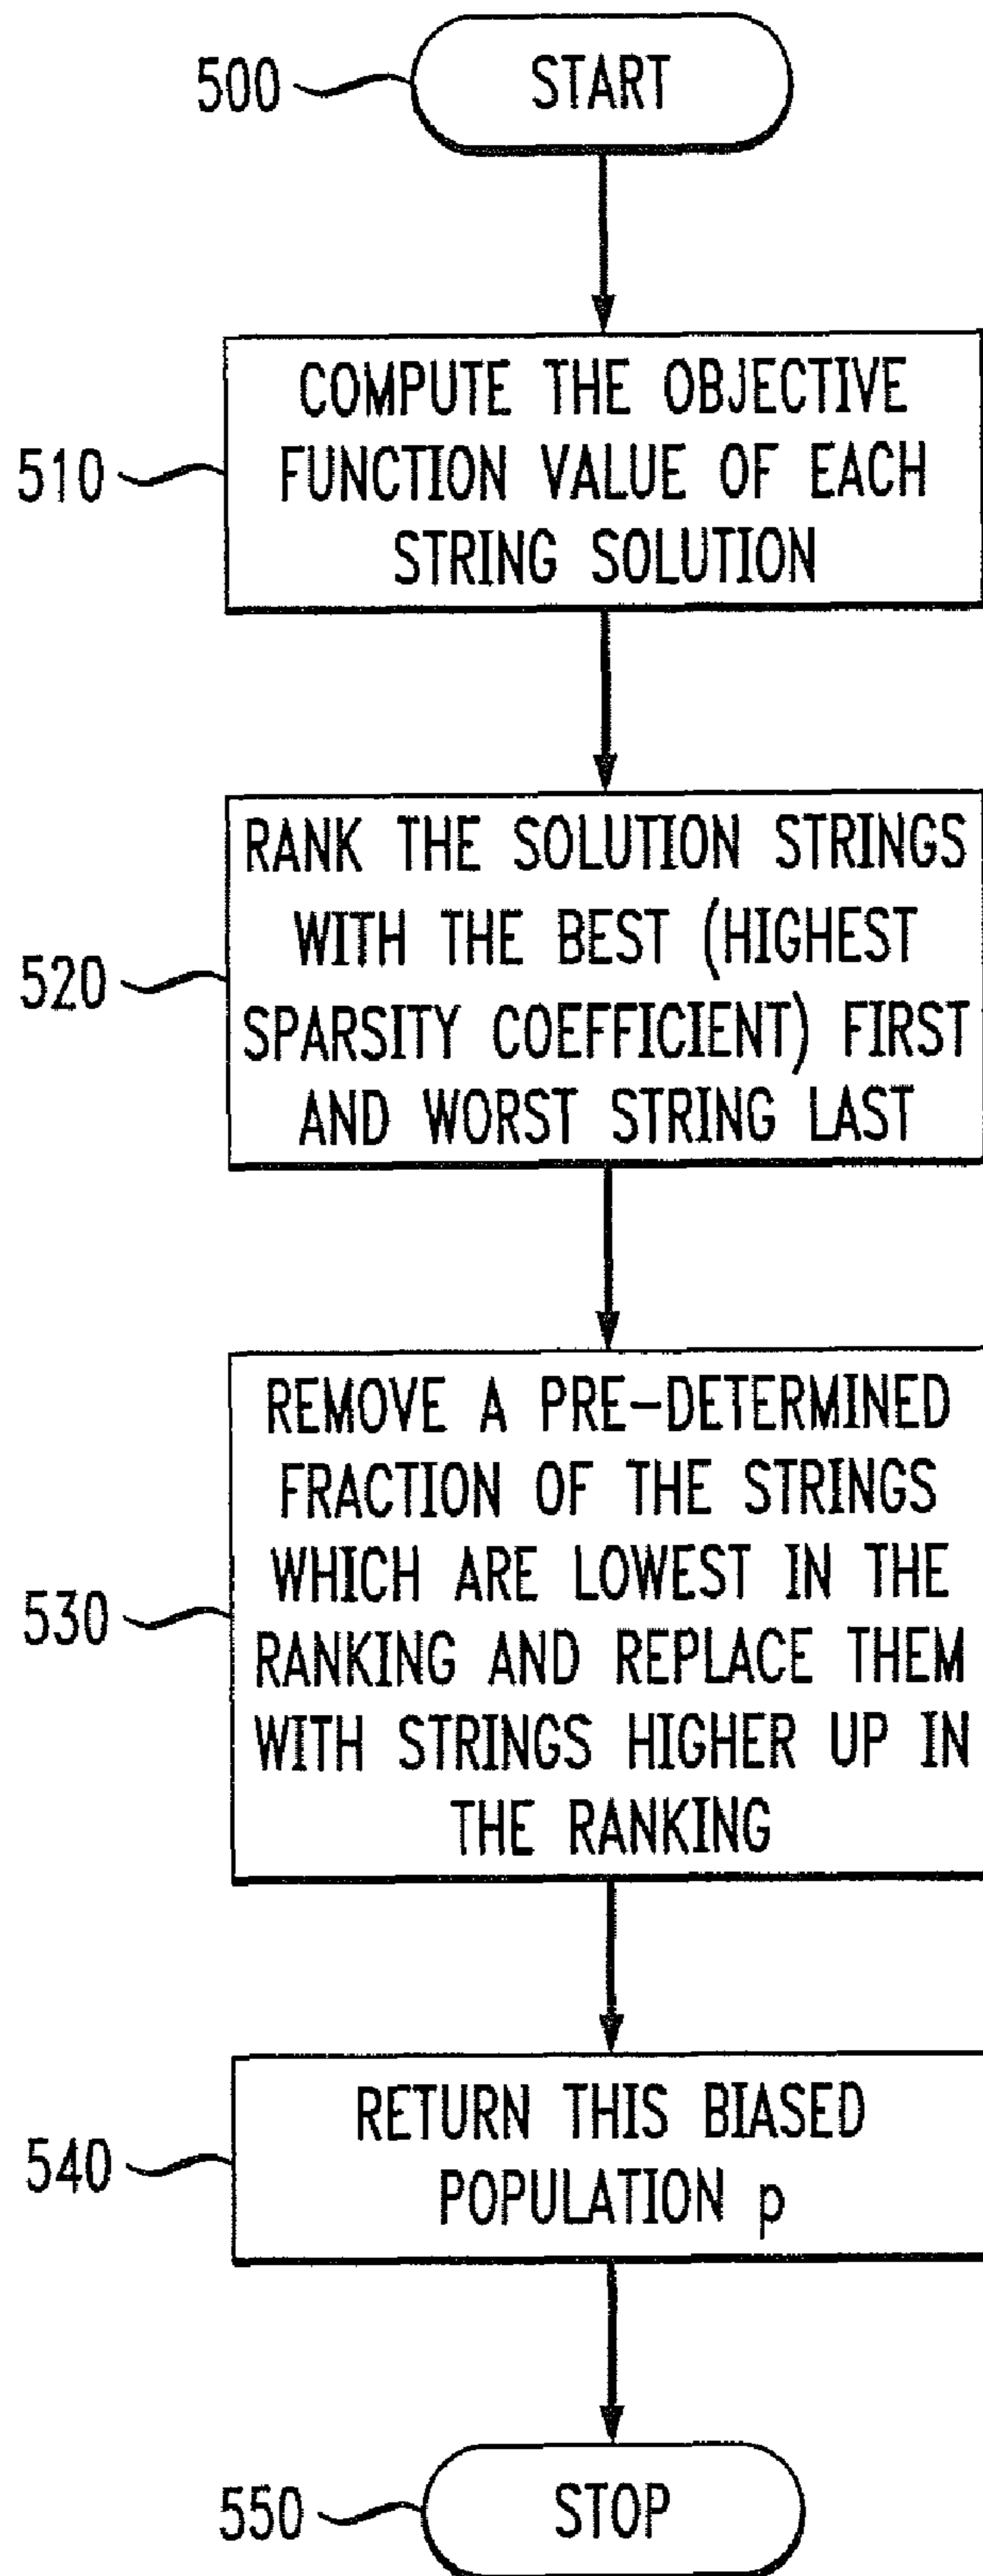 500
START
510
COMPUTE THE OBJECTIVE
FUNCTION VALUE OF EACH
STRING SOLUTION
520
RANK THE SOLUTION STRINGS
WITH THE BEST (HIGHEST
SPARSITY COEFFICIENT) FIRST
AND WORST STRING LAST
530
REMOVE A PRE-DETERMINED
FRACTION OF THE STRINGS
WHICH ARE LOWEST IN THE
RANKING AND REPLACE THEM
WITH STRINGS HIGHER UP IN
THE RANKING
540
RETURN THIS BIASED
POPULATION p
550
STOP